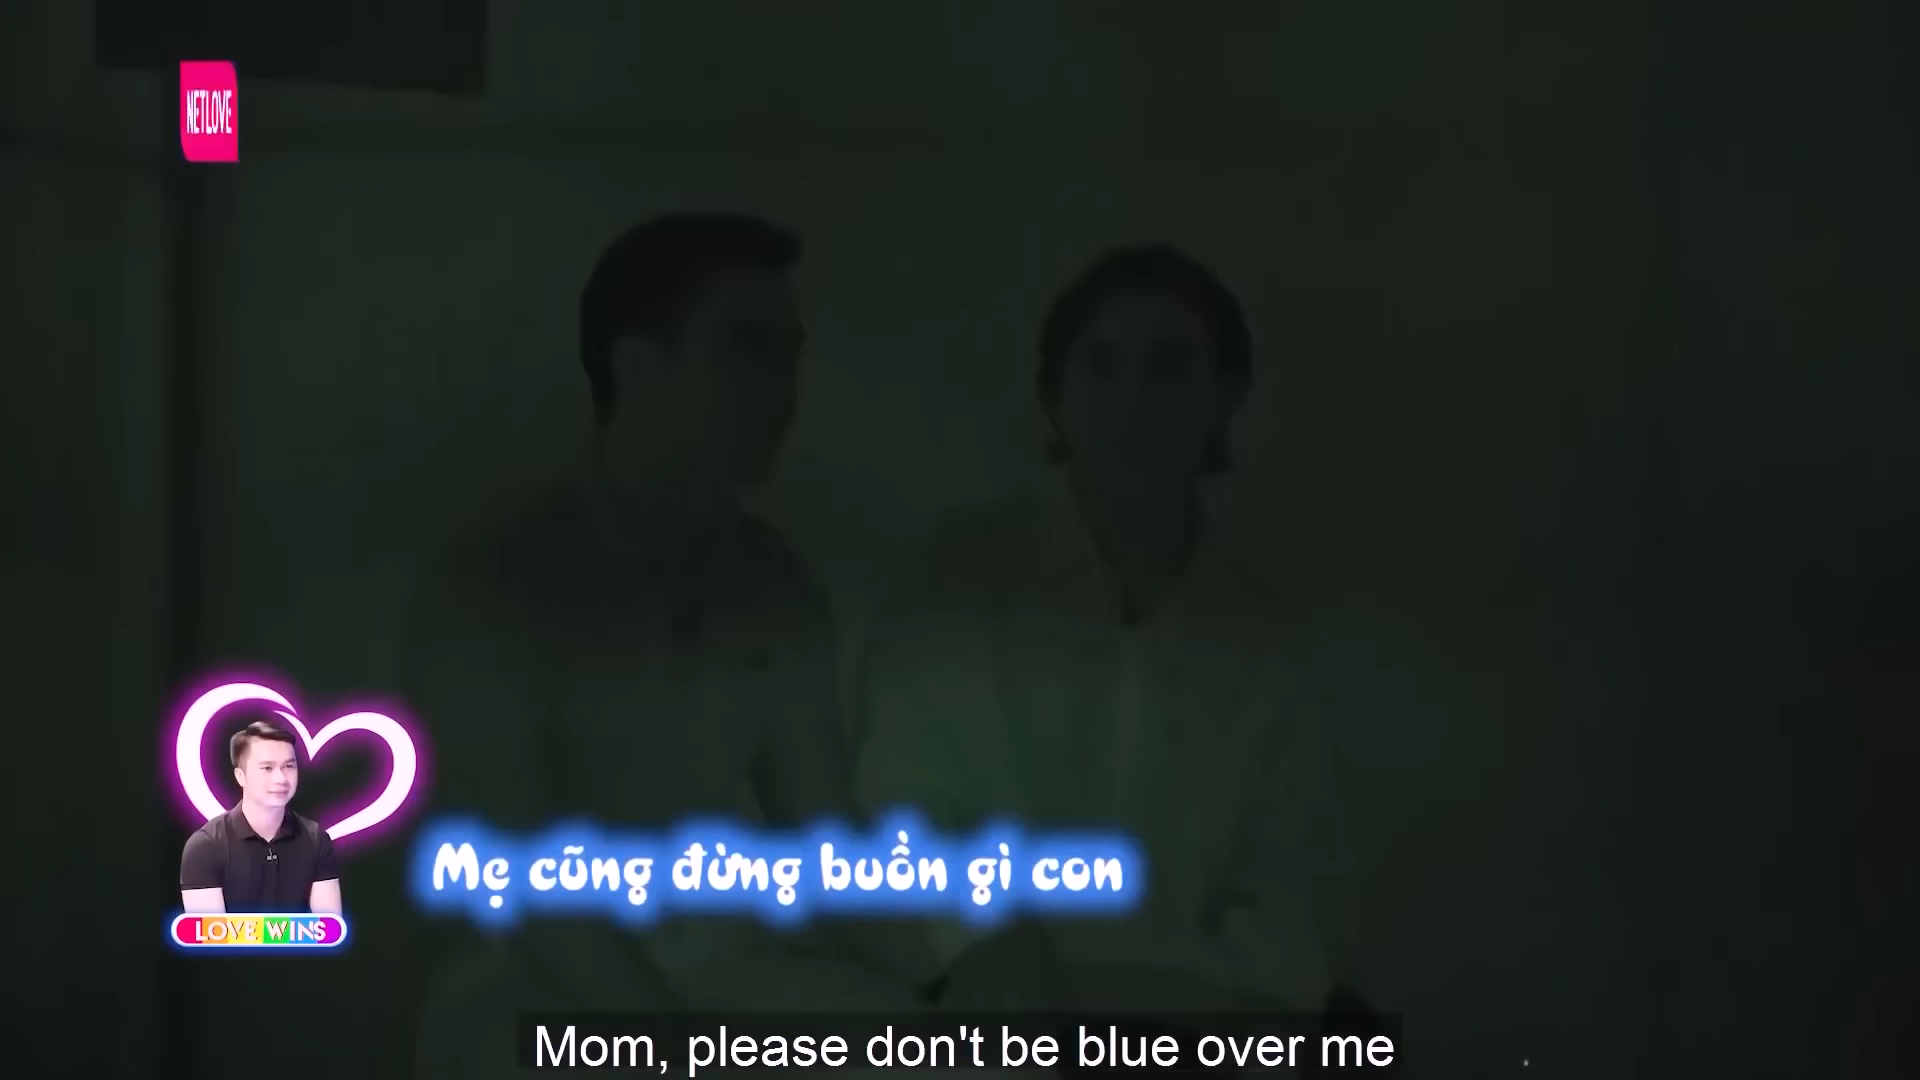 NETLOVE
Mẹ cũng đừng buồn gì con
LOVE WINS
Mom, please don't be blue over me